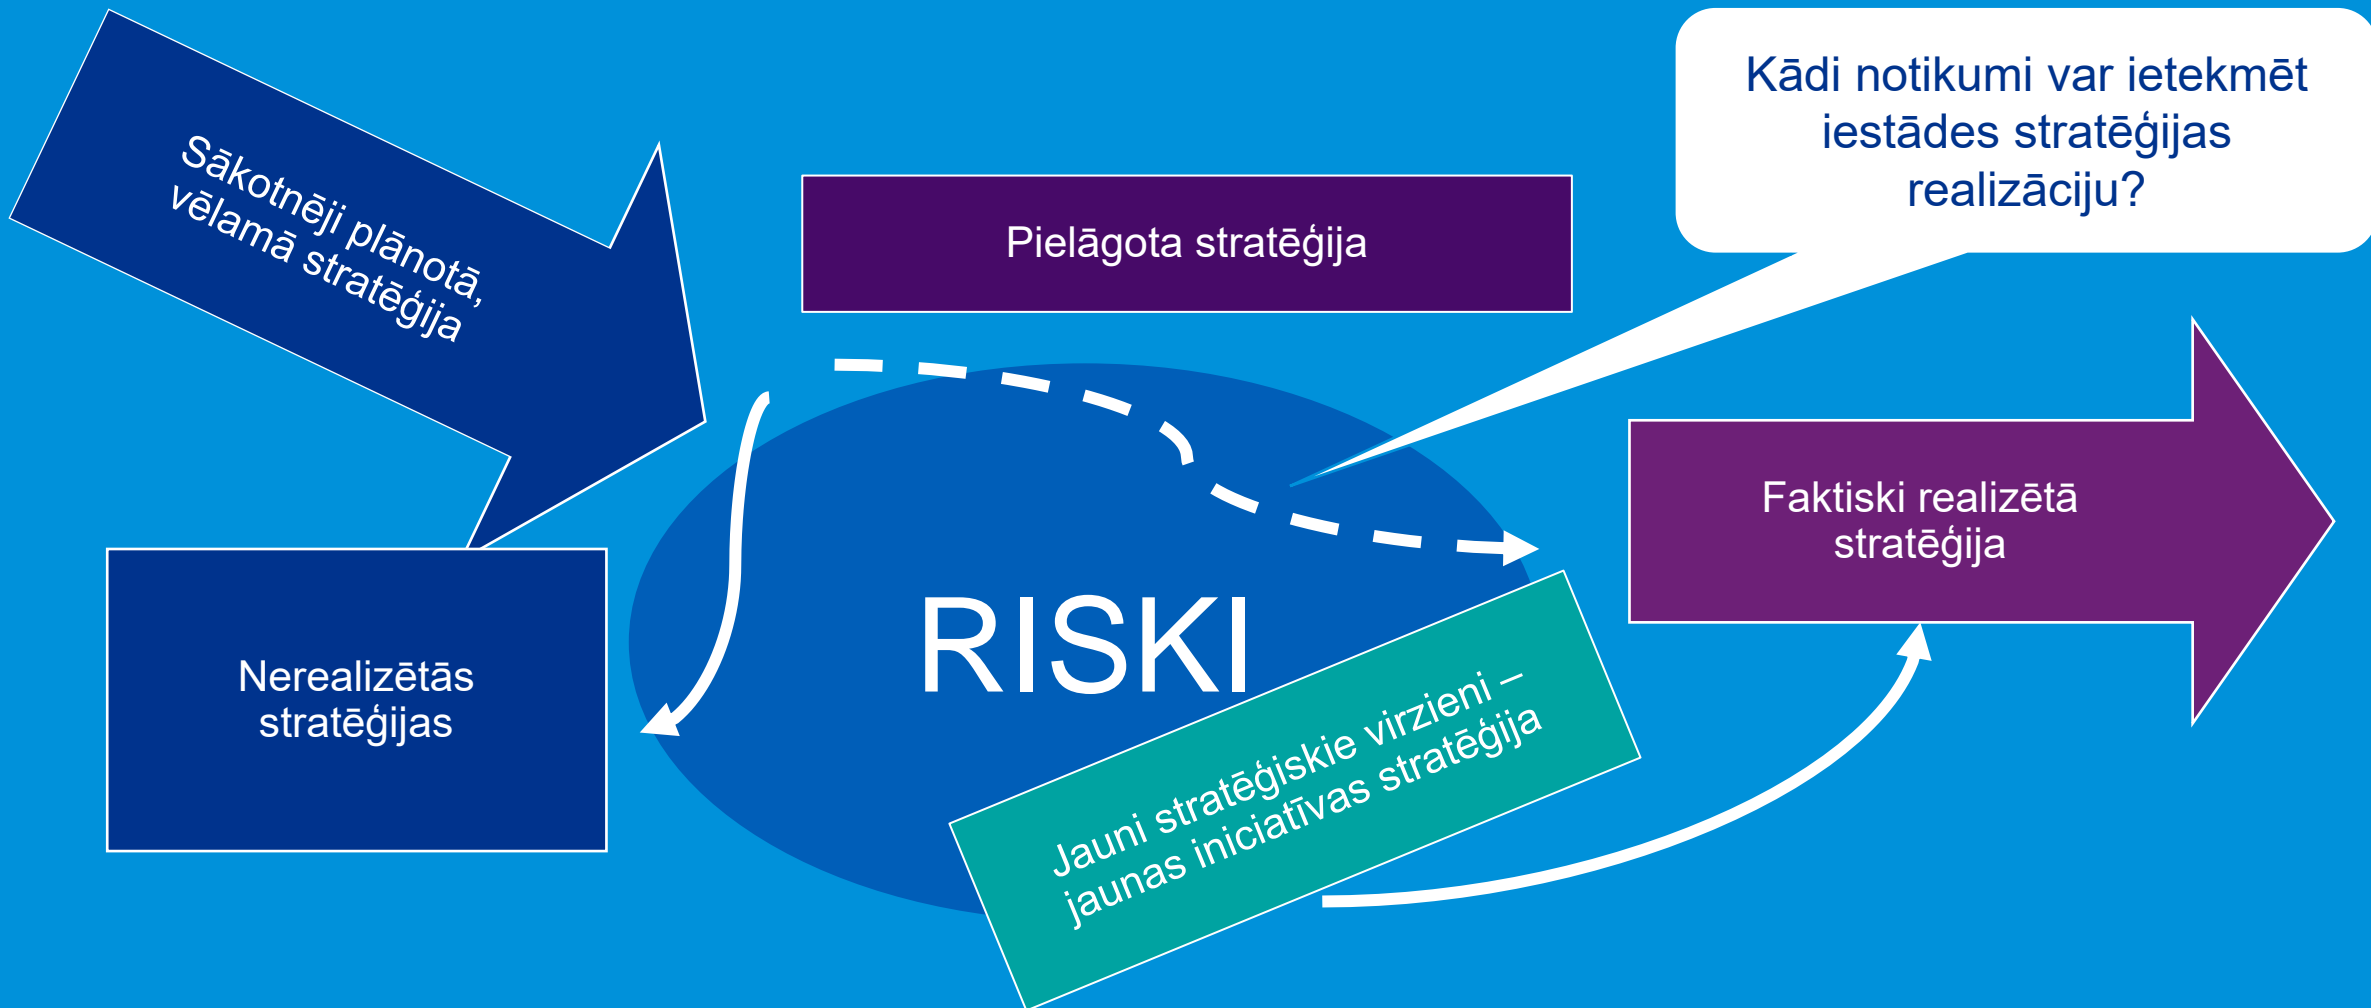 Sākotnēji plānotā,
vēlamā stratēģija
Pielāgota stratēģija
Kādi notikumi var ietekmēt
iestādes stratēģijas
realizāciju?
Faktiski realizētā
stratēģija
Nerealizētās
stratēģijas
RISKI
Jauni stratēģiskie virzieni –
jaunas iniciatīvas stratēģija